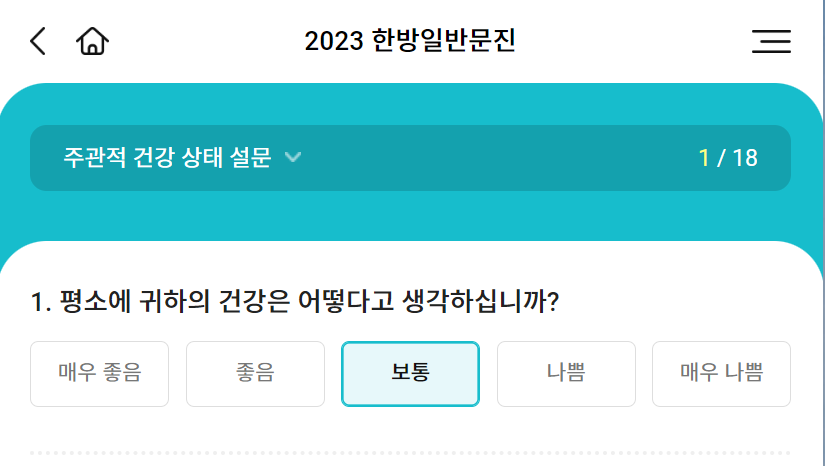 2023 한방일반문진
주관적 건강 상태 설문 1 / 18
1. 평소에 귀하의 건강은 어떻다고 생각하십니까?
매우 좋음 좋음 보통 나쁨 매우 나쁨